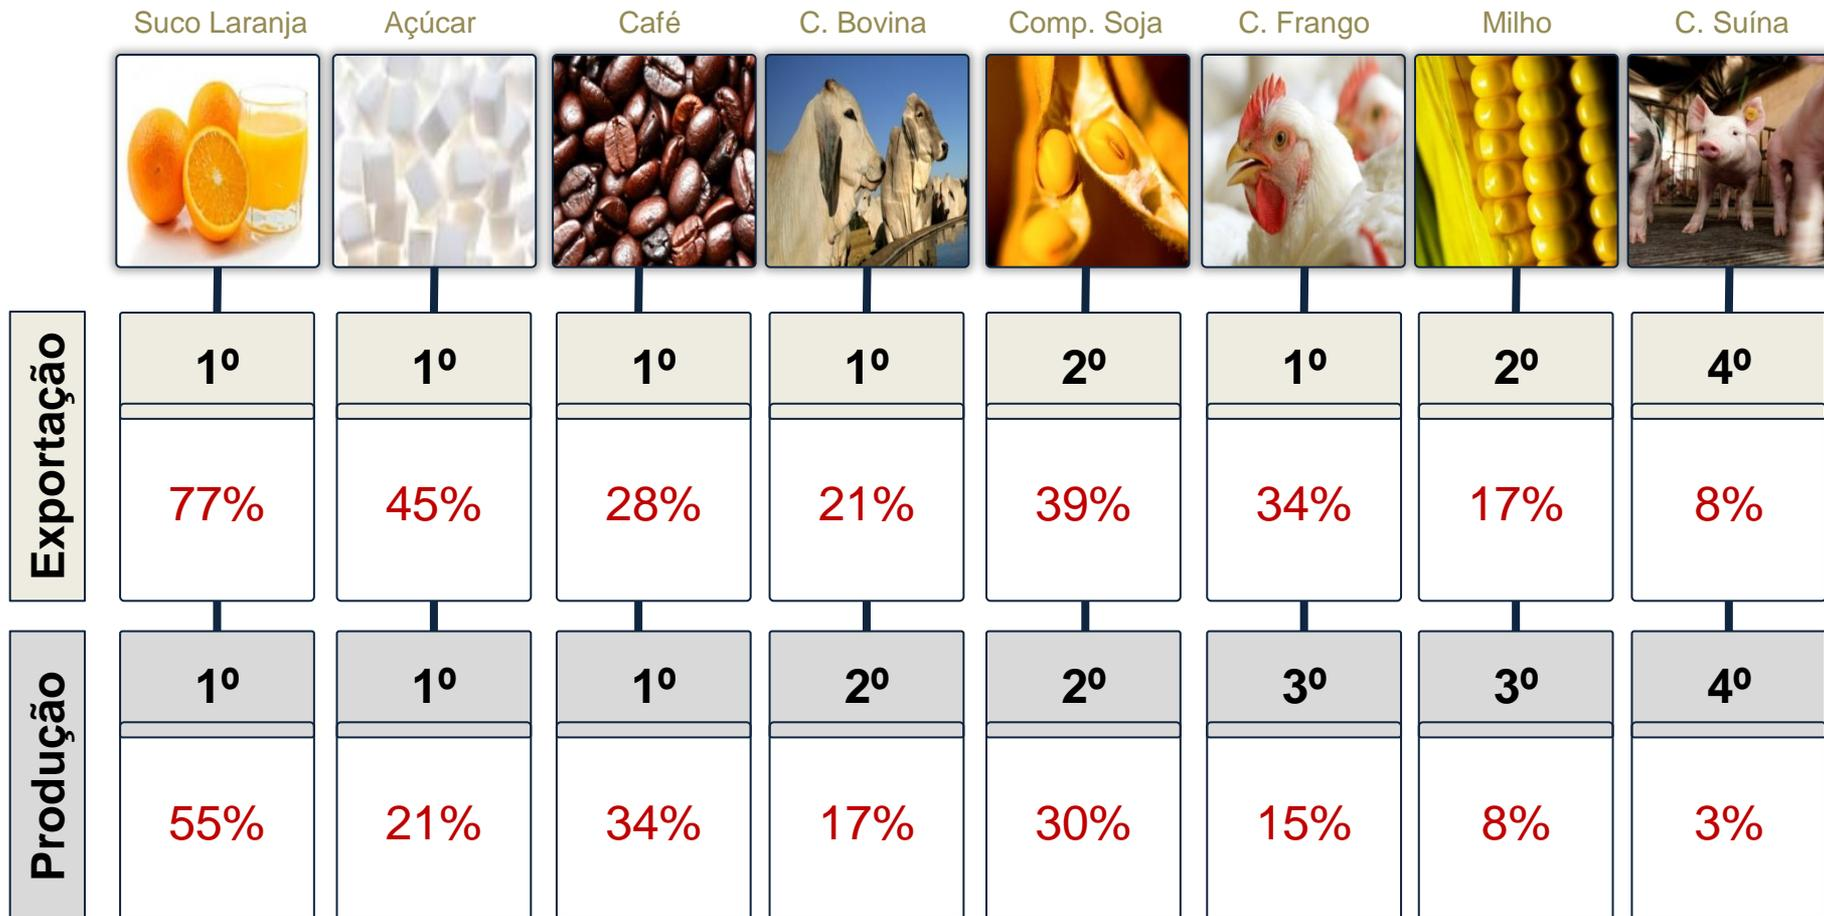 Suco Laranja Açúcar Café C. Bovina Comp. Soja C. Frango Milho C. Suína
Exportação
1º 1º 1º 1º 2º 1º 2º 4º
77% 45% 28% 21% 39% 34% 17% 8%
Produção
1º 1º 1º 2º 2º 3º 3º 4º
55% 21% 34% 17% 30% 15% 8% 3%